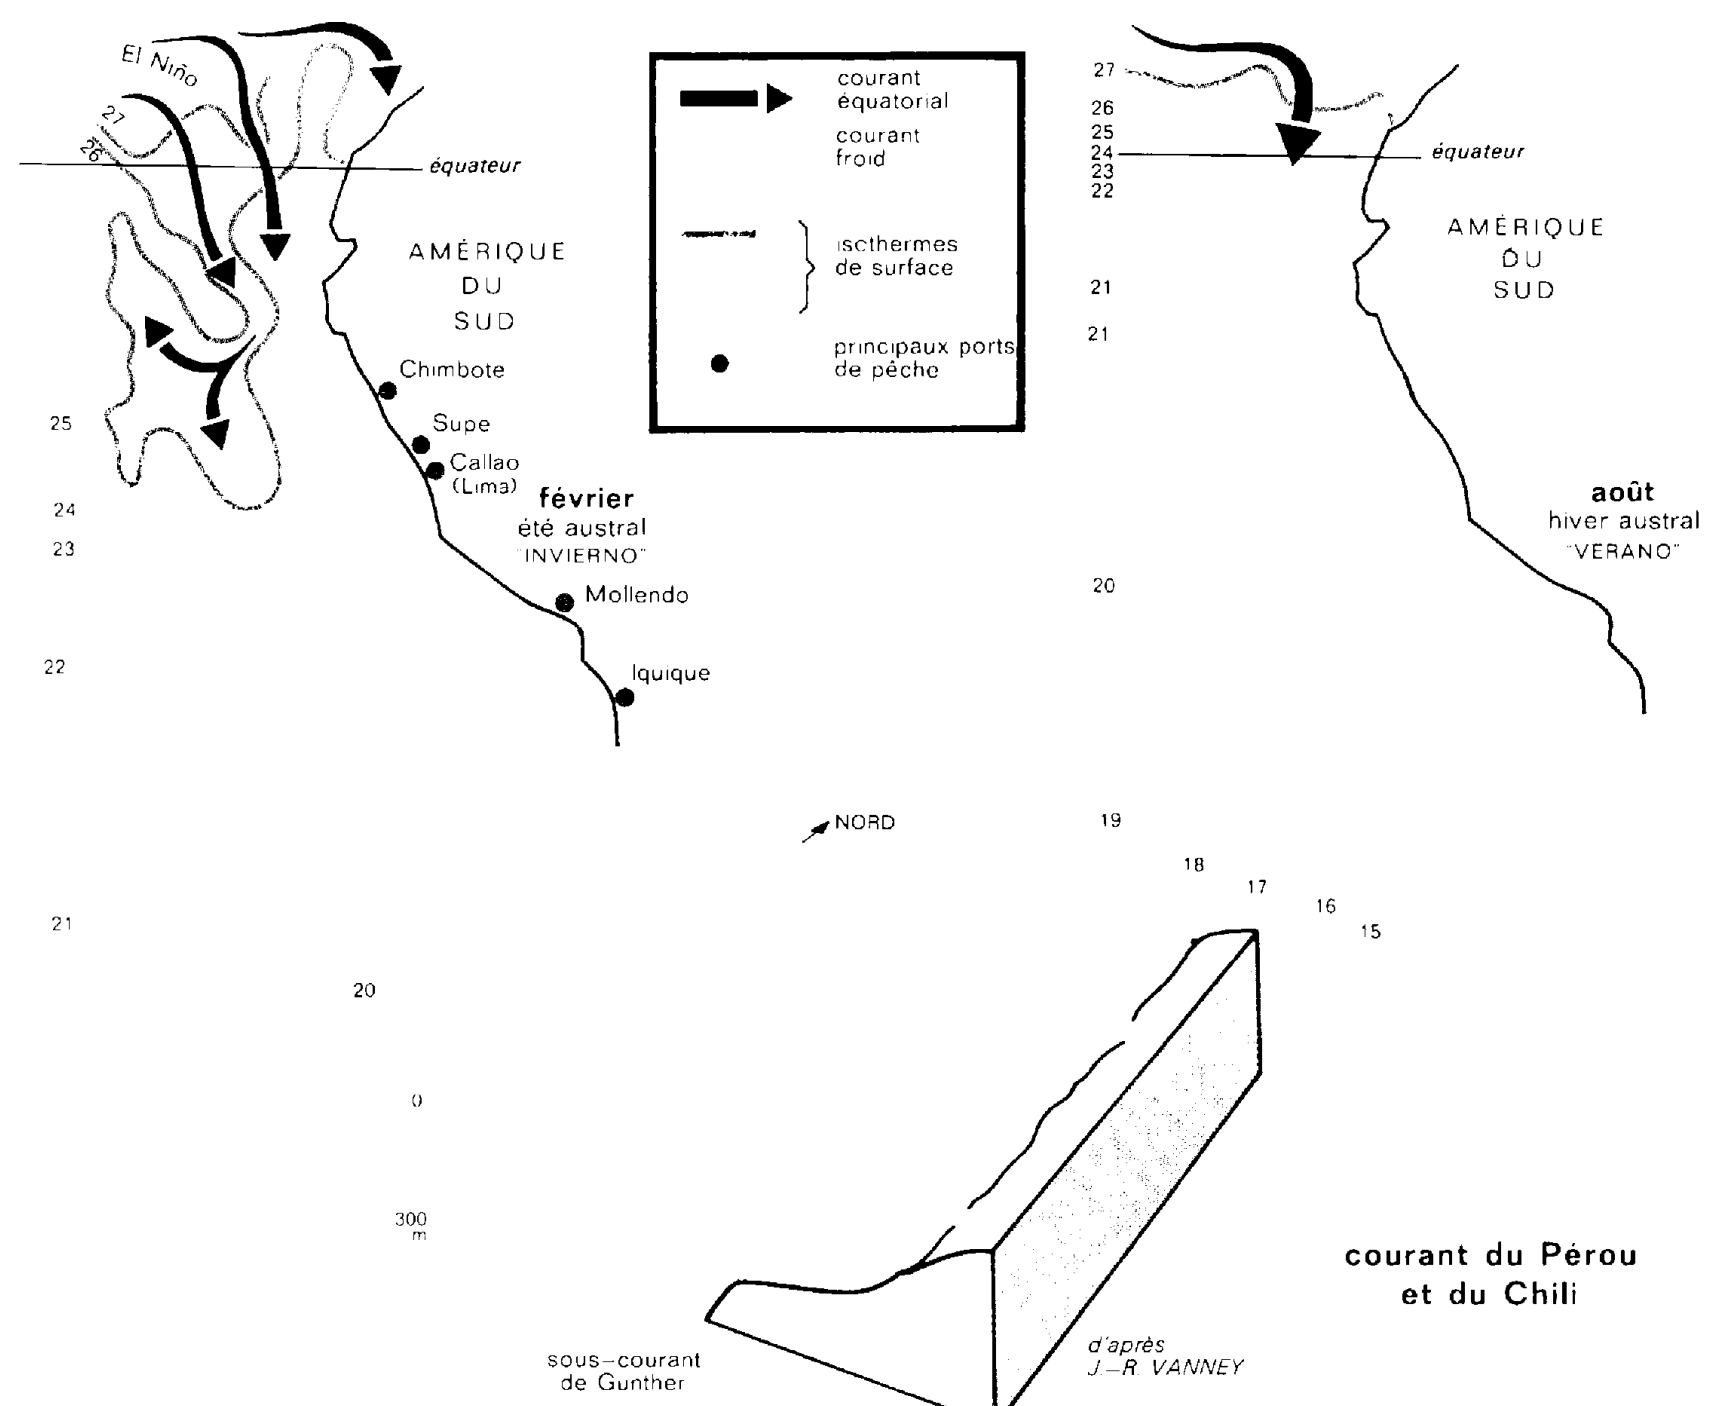 El Niño
27
26
équateur
AMÉRIQUE
DU
SUD
Chimbote
Supe
Callao
(Lima)
25
24
23
22
21
20
février
été austral
"INVIERNO"
Mollendo
Iquique
courant
équatorial
courant
froid
isothermes
de surface
principaux ports
de pêche
27
26
25
24
23
22
équateur
AMÉRIQUE
DU
SUD
21
21
août
hiver austral
"VERANO"
20
19
18
17
16
15
NORD
0
300
m
sous-courant
de Gunther
d'après
J.-R. VANNEY
courant du Pérou
et du Chili